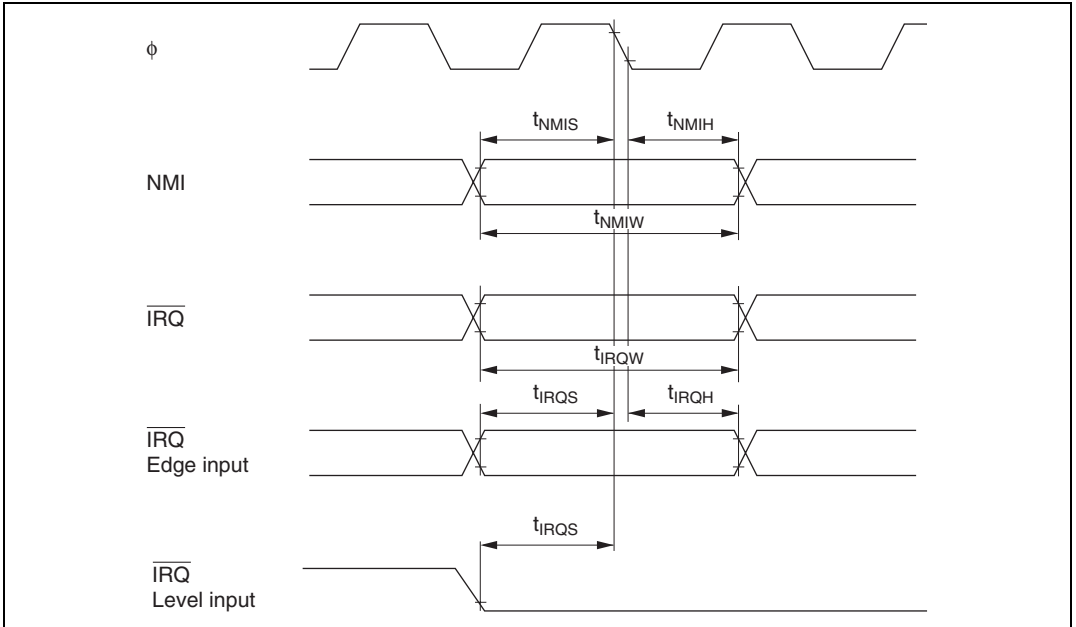 ϕ
tNMIS
tNMIH
NMI
tNMIW
IRQ
tIRQW
tIRQS
tIRQH
IRQ
Edge input
tIRQS
IRQ
Level input